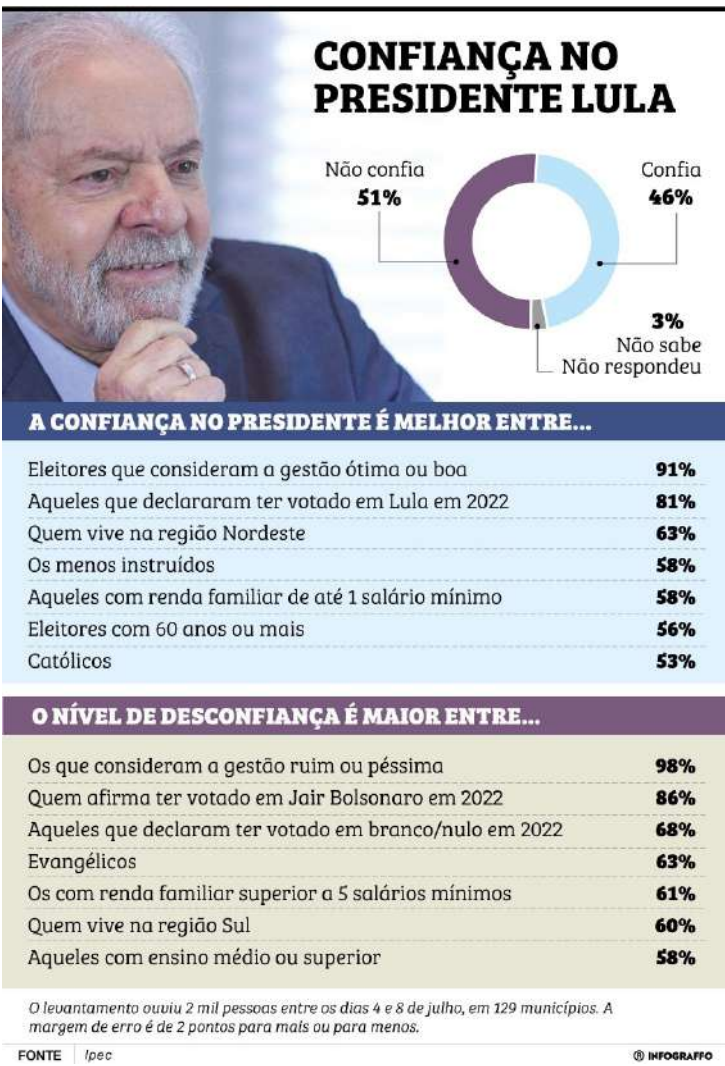 CONFIANÇA NO
PRESIDENTE LULA
Não confia
51%
Confia
46%
3%
Não sabe
Não respondeu
A CONFIANÇA NO PRESIDENTE É MELHOR ENTRE...
Eleitores que consideram a gestão ótima ou boa 91%
Aqueles que declararam ter votado em Lula em 2022 81%
Quem vive na região Nordeste 63%
Os menos instruídos 58%
Aqueles com renda familiar de até 1 salário mínimo 58%
Eleitores com 60 anos ou mais 56%
Católicos 53%
O NÍVEL DE DESCONFIANÇA É MAIOR ENTRE...
Os que consideram a gestão ruim ou péssima 98%
Quem afirma ter votado em Jair Bolsonaro em 2022 86%
Aqueles que declaram ter votado em branco/nulo em 2022 68%
Evangélicos 63%
Os com renda familiar superior a 5 salários mínimos 61%
Quem vive na região Sul 60%
Aqueles com ensino médio ou superior 58%
O levantamento ouviu 2 mil pessoas entre os dias 4 e 8 de julho, em 129 municípios. A
margem de erro é de 2 pontos para mais ou para menos.
FONTE Ipec
® INFOGRAFFO